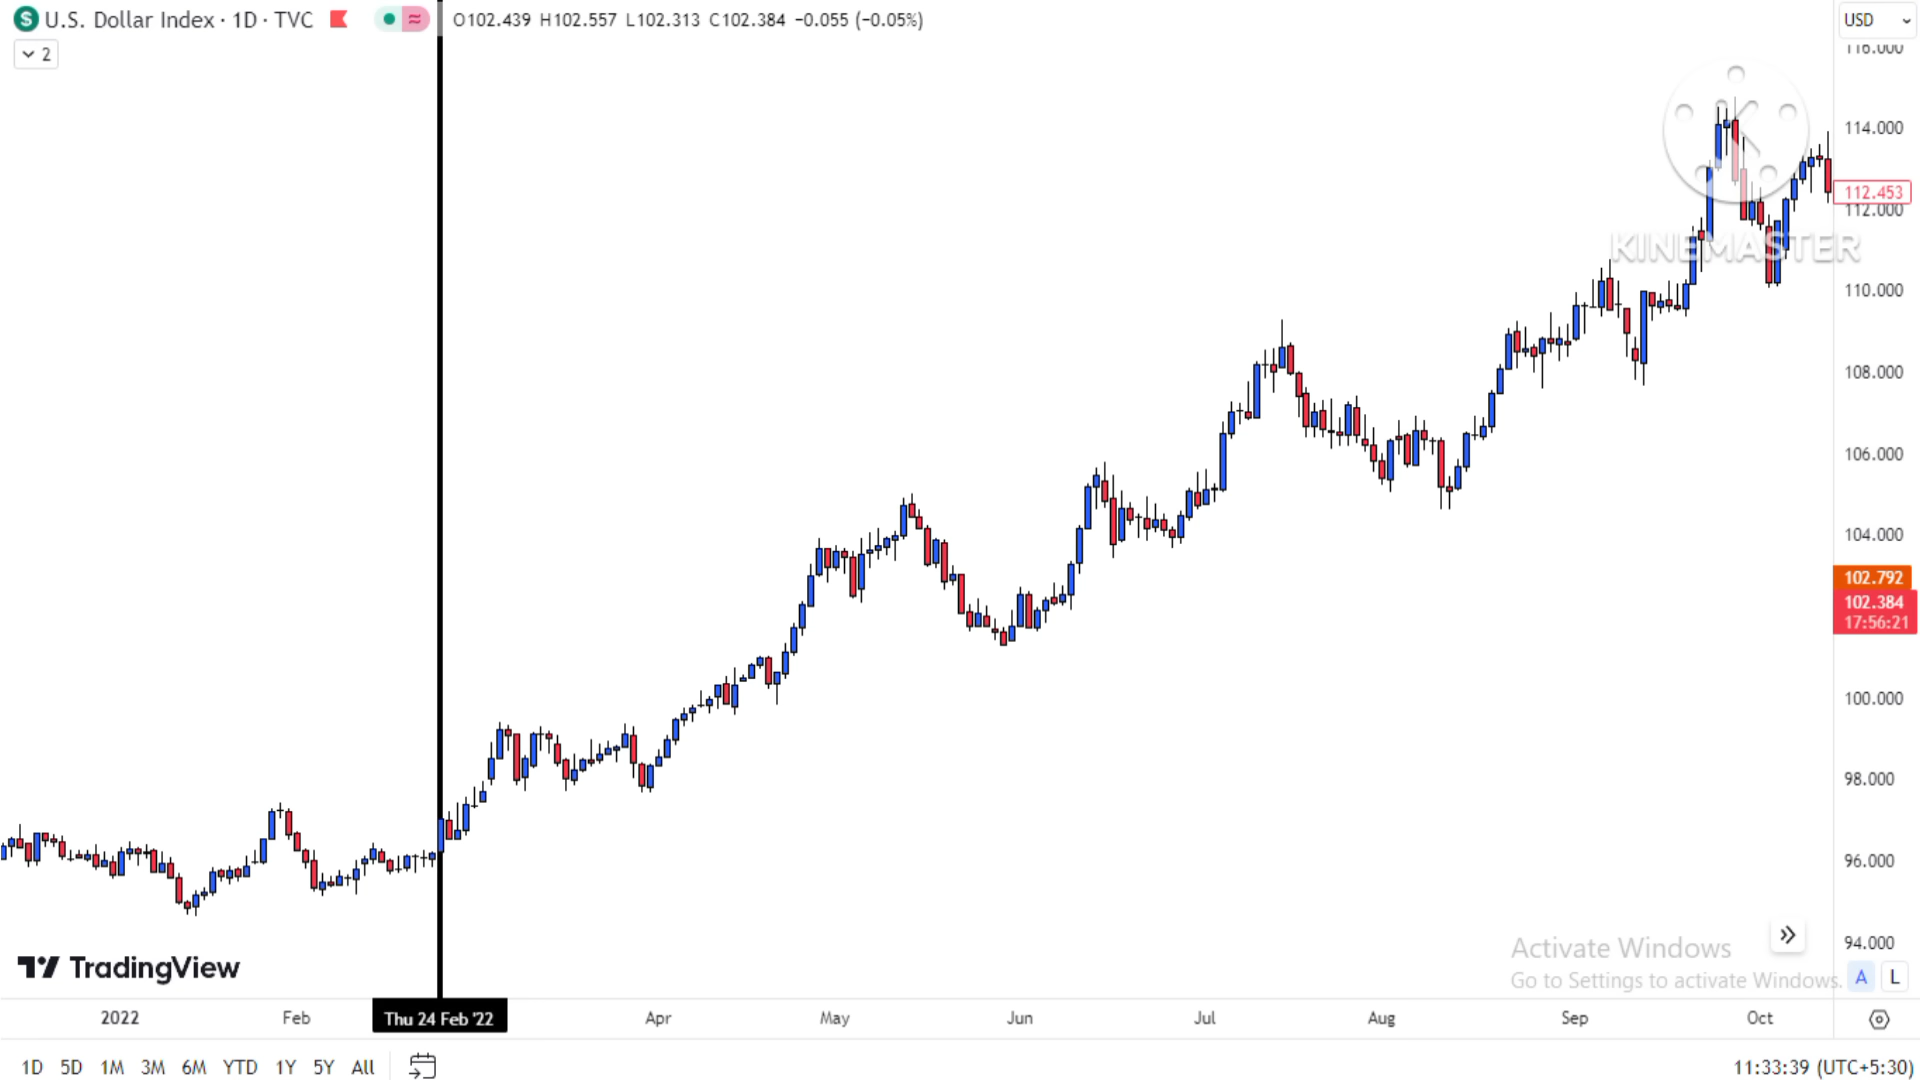 S U.S. Dollar Index · 1D · TVC ≈ O102.439 H102.557 L102.313 C102.384 −0.055 (−0.05%) USD
2
116.000
114.000
112.453
112.000
KINEMASTER
110.000
108.000
106.000
104.000
102.792
102.384
17:56:21
100.000
98.000
96.000
94.000
Activate Windows
Go to Settings to activate Windows.
A L
TradingView
2022 Feb Thu 24 Feb '22 Apr May Jun Jul Aug Sep Oct
1D 5D 1M 3M 6M YTD 1Y 5Y All 11:33:39 (UTC+5:30)